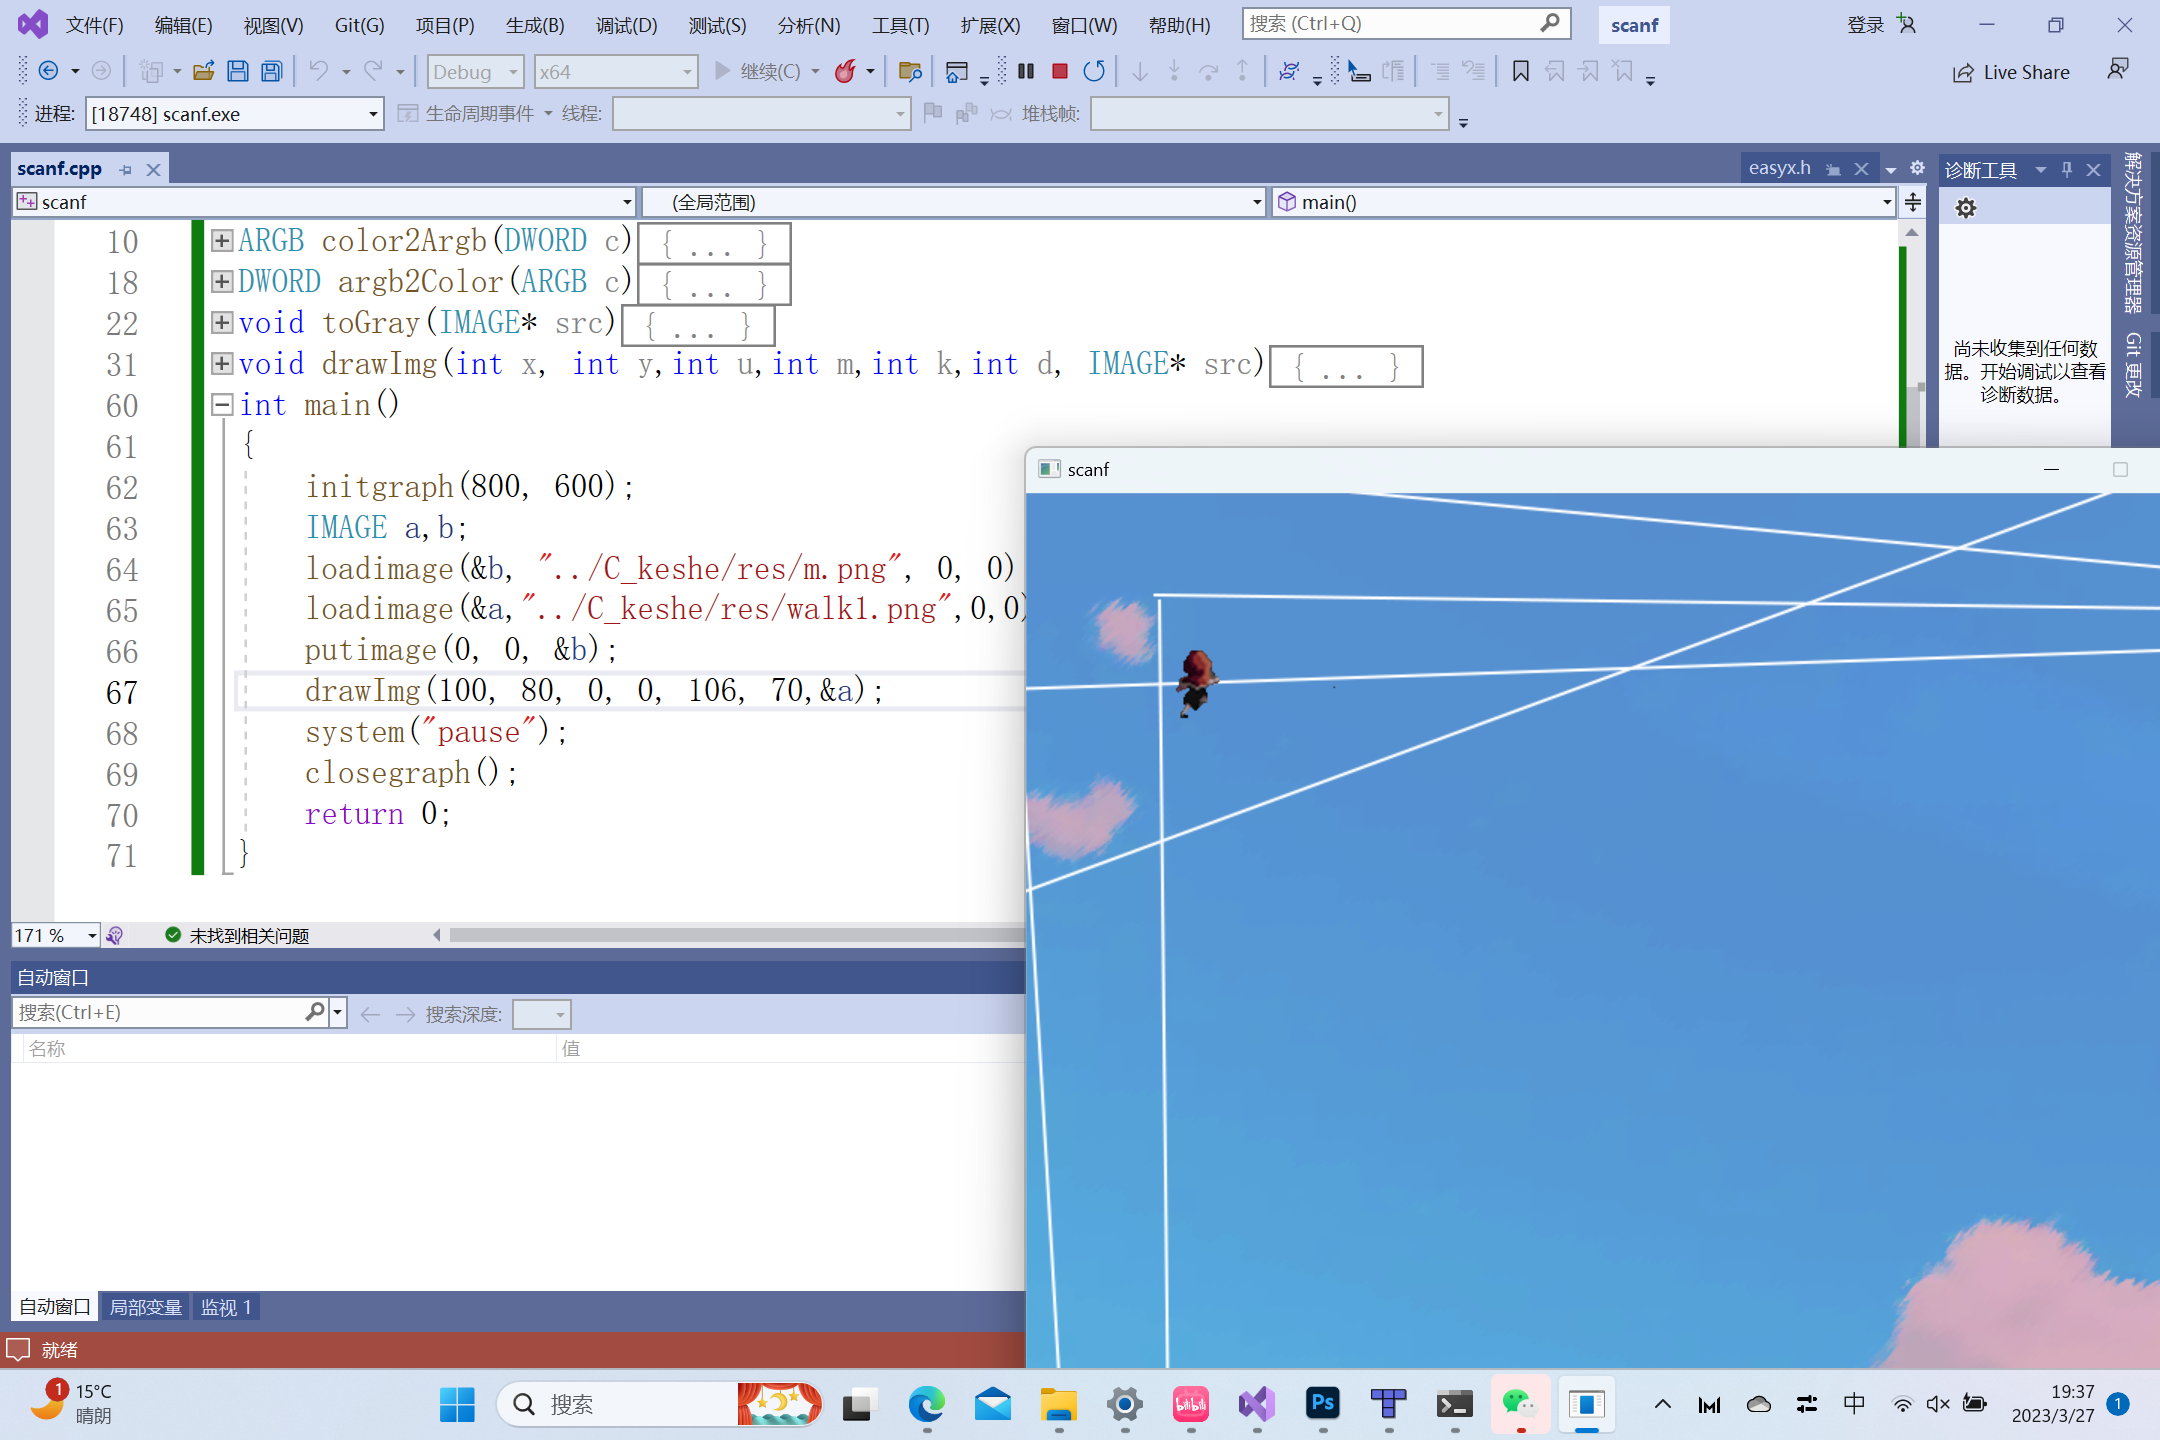 文件(F) 编辑(E) 视图(V) Git(G) 项目(P) 生成(B) 调试(D) 测试(S) 分析(N) 工具(T) 扩展(X) 窗口(W) 帮助(H) 搜索 (Ctrl+Q) scanf 登录
Debug x64 继续(C) Live Share
进程: [18748] scanf.exe 生命周期事件 线程: 堆栈帧:
scanf.cpp easyx.h 诊断工具
scanf (全局范围) main()
解决方案资源管理器
Git 更改
10 ARGB color2Argb(DWORD c){ ... }
18 DWORD argb2Color(ARGB c){ ... }
22 void toGray(IMAGE* src){ ... }
31 void drawImg(int x, int y,int u,int m,int k,int d, IMAGE* src){ ... }
60 int main()
61 {
62 initgraph(800, 600);
63 IMAGE a,b;
64 loadimage(&b, "../C_keshe/res/m.png", 0, 0)
65 loadimage(&a,"../C_keshe/res/walk1.png",0,0)
66 putimage(0, 0, &b);
67 drawImg(100, 80, 0, 0, 106, 70,&a);
68 system("pause");
69 closegraph();
70 return 0;
71 }
尚未收集到任何数
据。开始调试以查看
诊断数据。
scanf
171 % 未找到相关问题
自动窗口
搜索(Ctrl+E) 搜索深度:
名称 值
自动窗口 局部变量 监视 1
就绪
1 15°C
晴朗
搜索
bilibili
Ps
中
19:37
2023/3/27
1